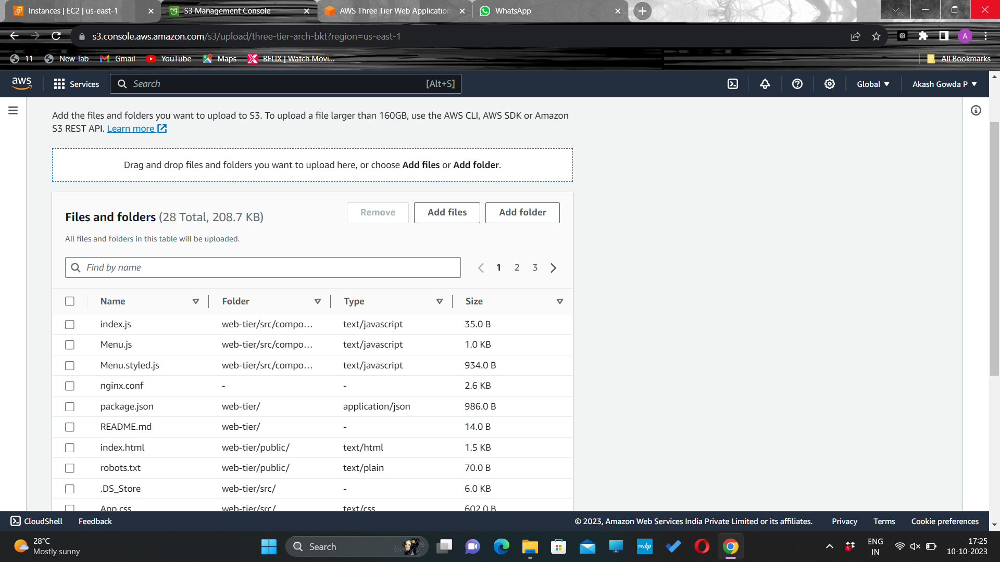 Instances | EC2 | us-east-1
S3 Management Console
AWS Three Tier Web Application
WhatsApp
s3.console.aws.amazon.com/s3/upload/three-tier-arch-bkt?region=us-east-1
A
11
New Tab
Gmail
YouTube
Maps
BFLIX | Watch Movi...
All Bookmarks
aws
Services
Search
[Alt+S]
Global
Akash Gowda P
Add the files and folders you want to upload to S3. To upload a file larger than 160GB, use the AWS CLI, AWS SDK or Amazon
S3 REST API. Learn more
Drag and drop files and folders you want to upload here, or choose Add files or Add folder.
Files and folders (28 Total, 208.7 KB)
Remove
Add files
Add folder
All files and folders in this table will be uploaded.
Find by name
1 2 3
Name Folder Type Size
index.js web-tier/src/compo... text/javascript 35.0 B
Menu.js web-tier/src/compo... text/javascript 1.0 KB
Menu.styled.js web-tier/src/compo... text/javascript 934.0 B
nginx.conf - - 2.6 KB
package.json web-tier/ application/json 986.0 B
README.md web-tier/ - 14.0 B
index.html web-tier/public/ text/html 1.5 KB
robots.txt web-tier/public/ text/plain 70.0 B
.DS_Store web-tier/src/ - 6.0 KB
App.css web-tier/src/ text/css 602.0 B
CloudShell
Feedback
© 2023, Amazon Web Services India Private Limited or its affiliates.
Privacy
Terms
Cookie preferences
28°C
Mostly sunny
Search
myhp
1
ENG
IN
17:25
10-10-2023